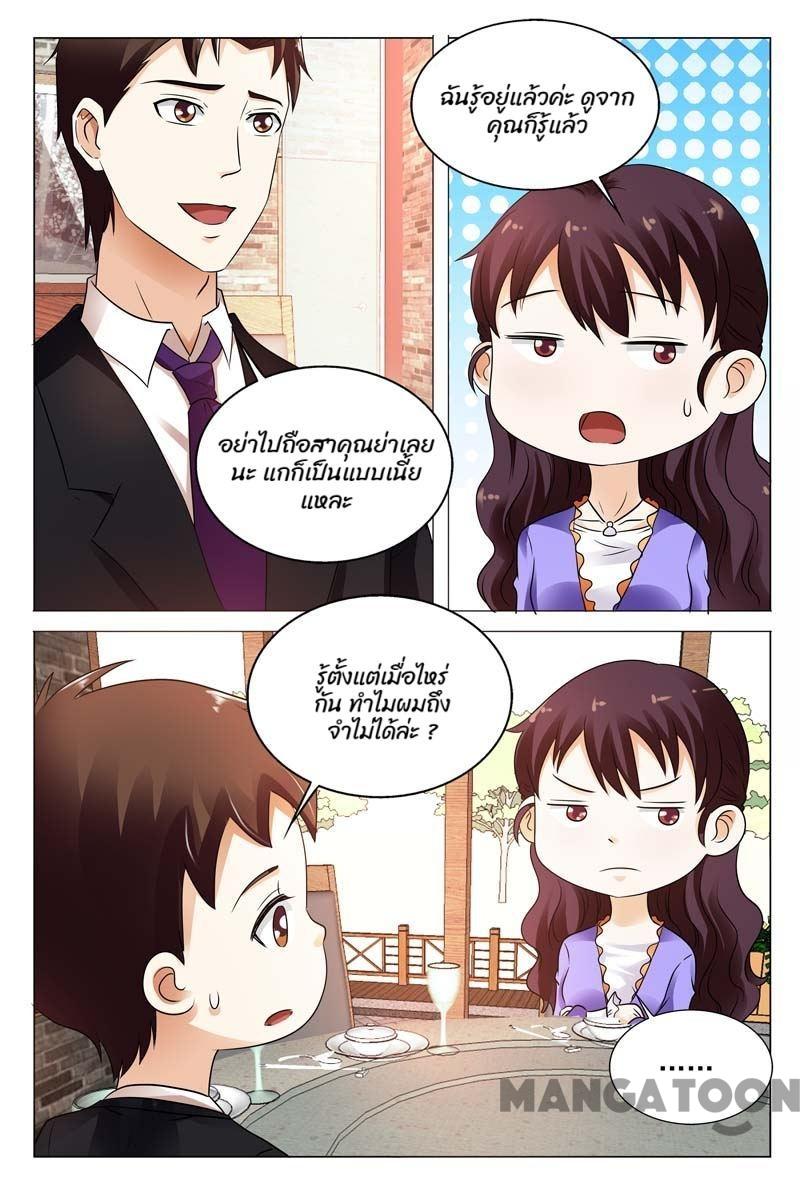 อย่าไปถือสาคุณย่าเลย
นะ แกก็เป็นแบบเนี้ย
แหละ
ฉันรู้อยู่แล้วค่ะ ดูจาก
คุณก็รู้แล้ว
รู้ตั้งแต่เมื่อไหร่
กัน ทำไมผมถึง
จำไม่ได้ล่ะ ?
......
MANGATOON